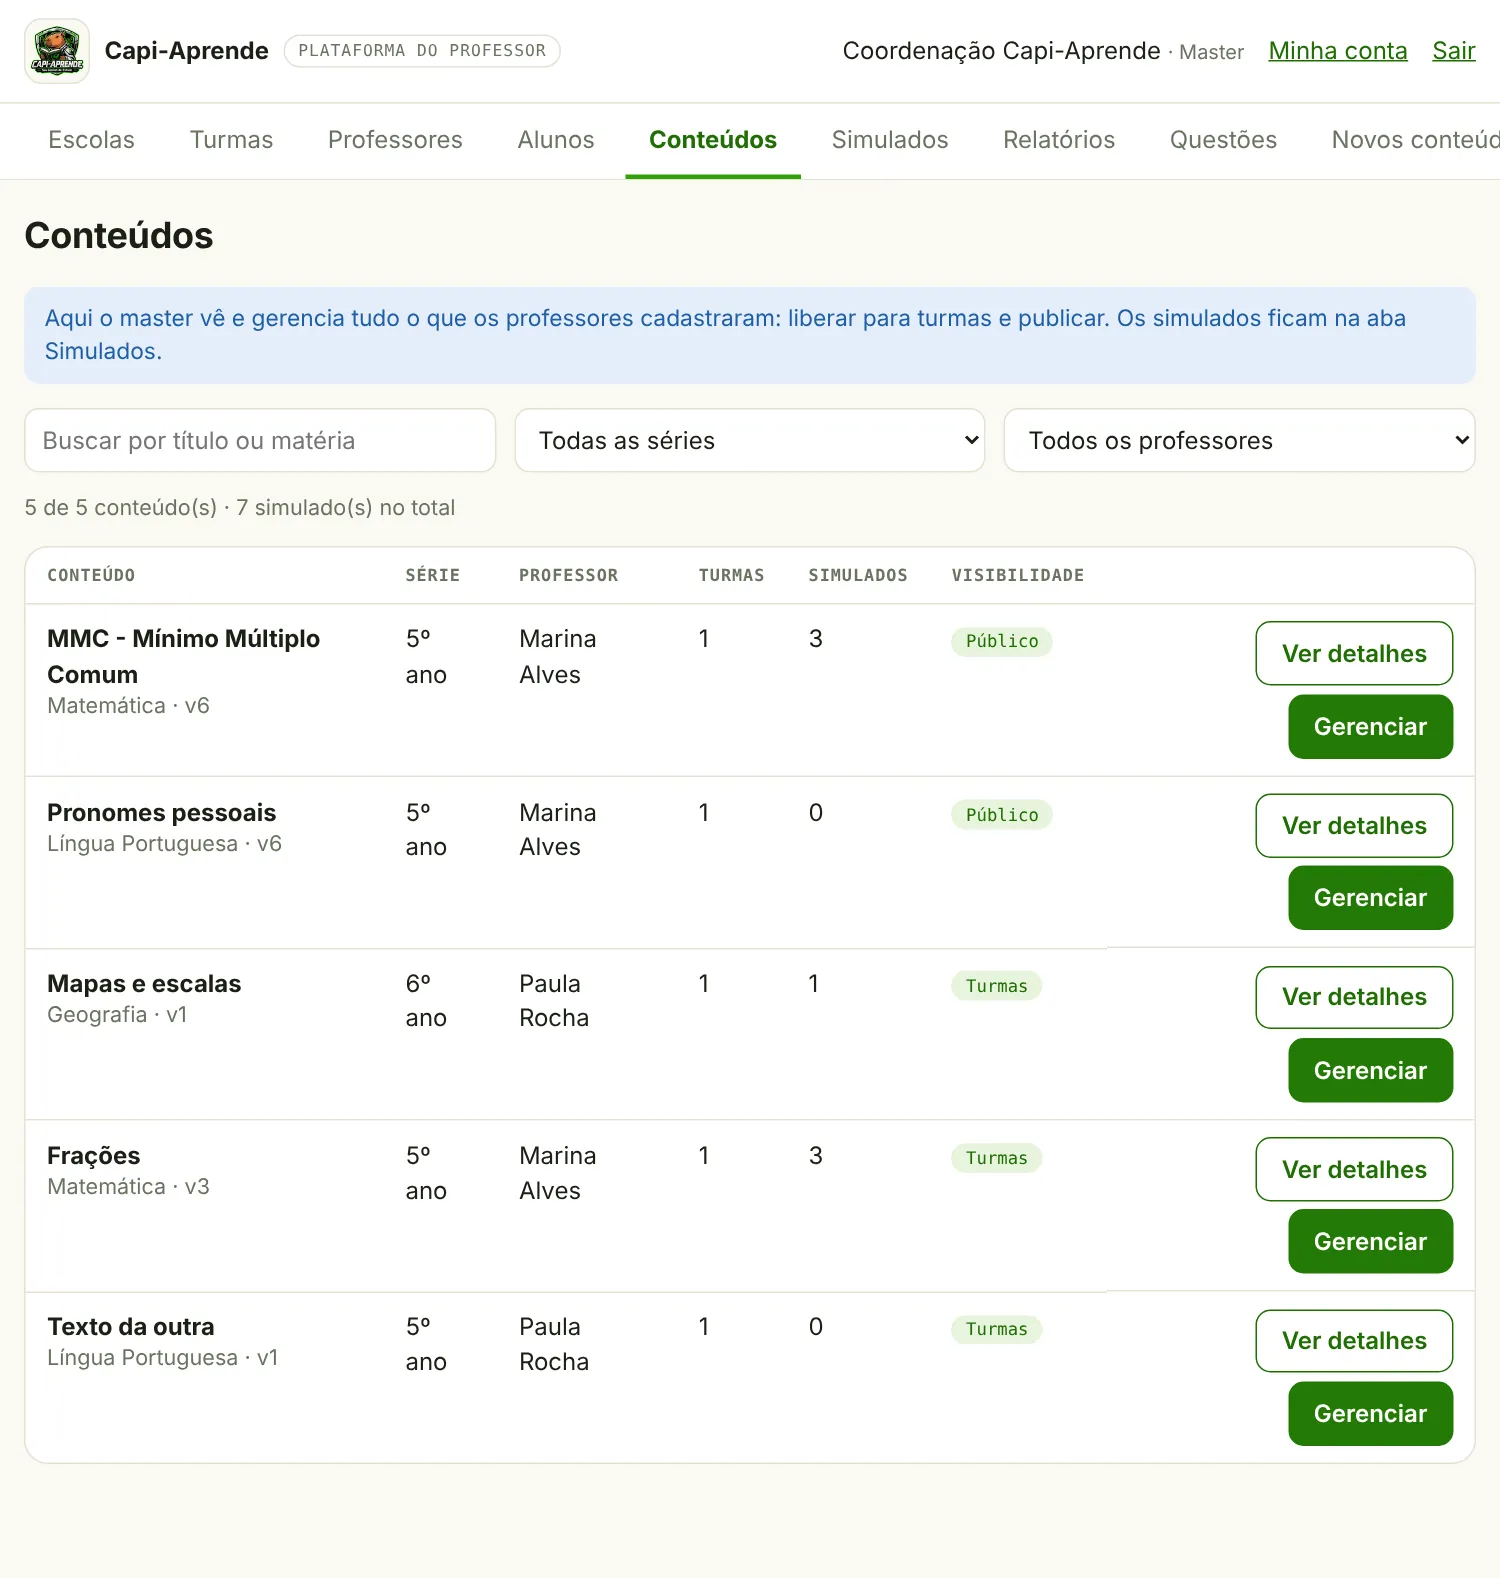 CAPI-APRENDE
Capi-Aprende
PLATAFORMA DO PROFESSOR
Coordenação Capi-Aprende · Master
Minha conta
Sair
Escolas
Turmas
Professores
Alunos
Conteúdos
Simulados
Relatórios
Questões
Novos conteúd
Conteúdos
Aqui o master vê e gerencia tudo o que os professores cadastraram: liberar para turmas e publicar. Os simulados ficam na aba
Simulados.
Buscar por título ou matéria
Todas as séries
Todos os professores
5 de 5 conteúdo(s) · 7 simulado(s) no total
CONTEÚDO SÉRIE PROFESSOR TURMAS SIMULADOS VISIBILIDADE
MMC - Mínimo Múltiplo
Comum
Matemática · v6
5º
ano
Marina
Alves
1
3
Público
Ver detalhes
Gerenciar
Pronomes pessoais
Língua Portuguesa · v6
5º
ano
Marina
Alves
1
0
Público
Ver detalhes
Gerenciar
Mapas e escalas
Geografia · v1
6º
ano
Paula
Rocha
1
1
Turmas
Ver detalhes
Gerenciar
Frações
Matemática · v3
5º
ano
Marina
Alves
1
3
Turmas
Ver detalhes
Gerenciar
Texto da outra
Língua Portuguesa · v1
5º
ano
Paula
Rocha
1
0
Turmas
Ver detalhes
Gerenciar